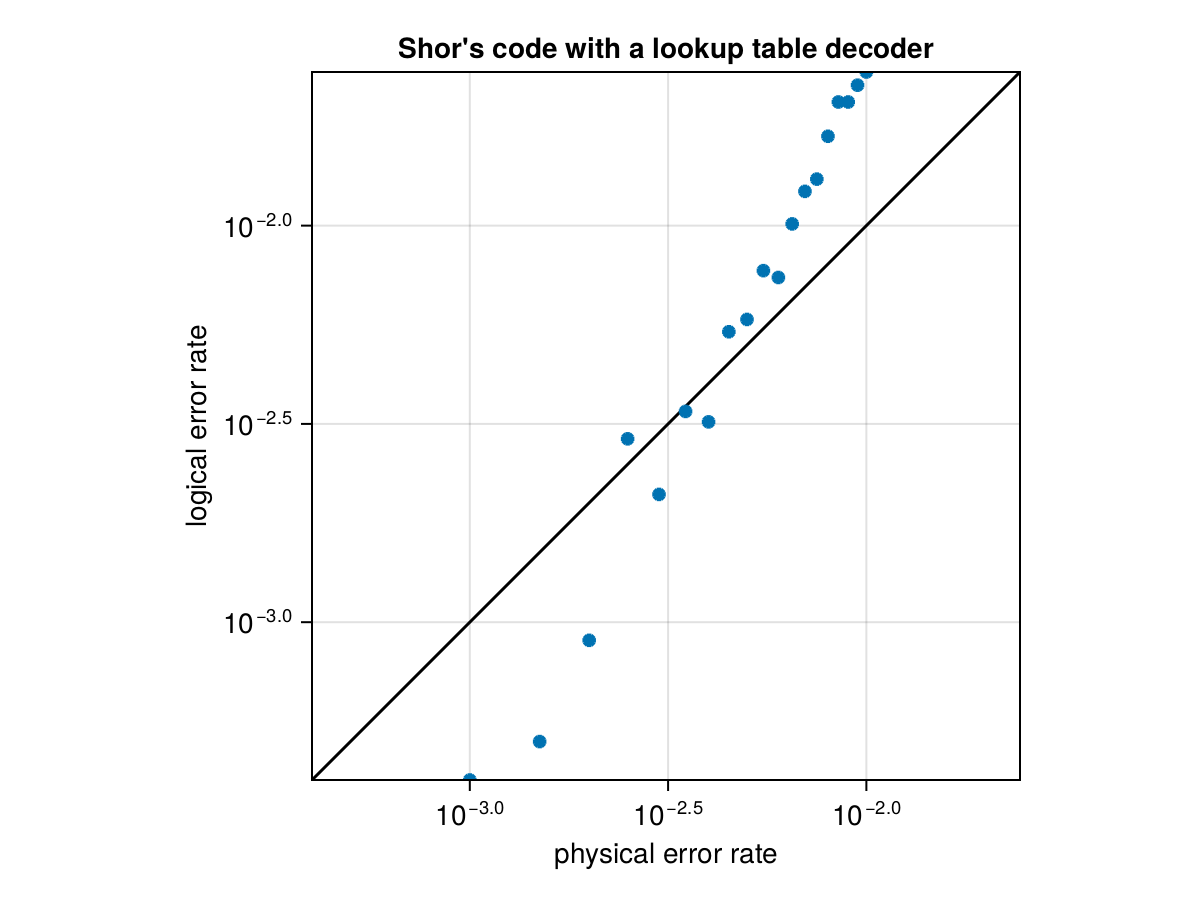 Shor's code with a lookup table decoder
logical error rate
10⁻²·⁰
10⁻²·⁵
10⁻³·⁰
10⁻³·⁰ 10⁻²·⁵ 10⁻²·⁰
physical error rate